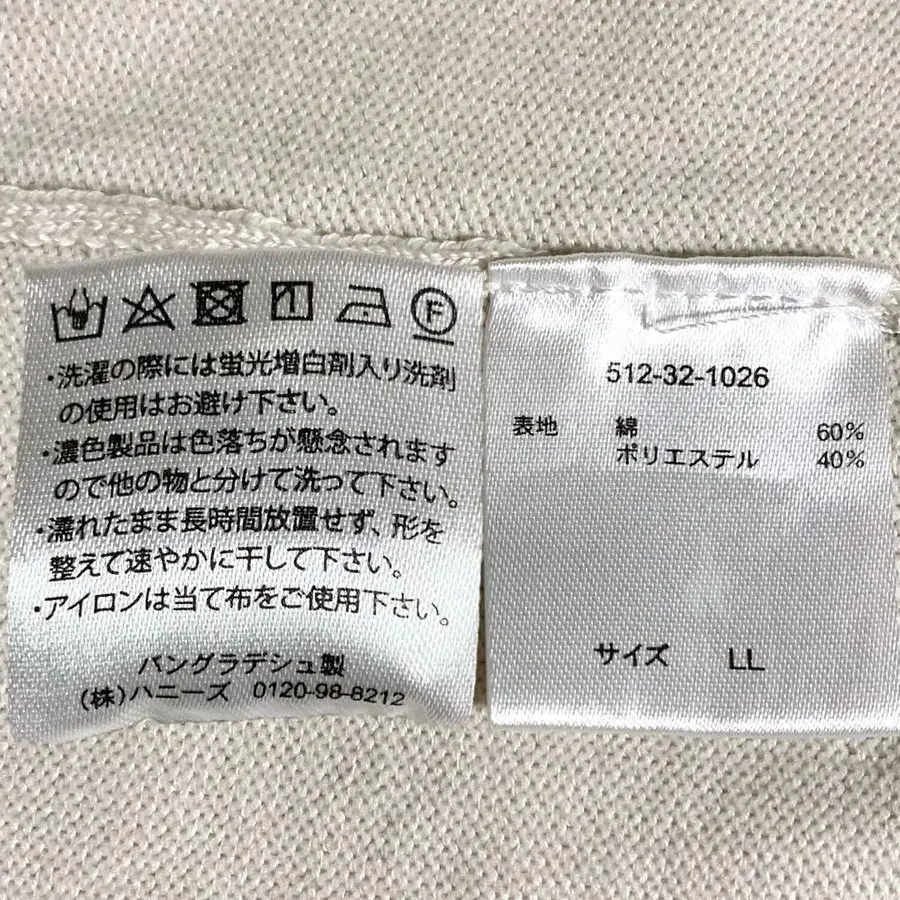 ・洗濯の際には蛍光増白剤入り洗剤
の使用はお避け下さい。
・濃色製品は色落ちが懸念されます
ので他の物と分けて洗って下さい。
・濡れたまま長時間放置せず、形を
整えて速やかに干して下さい。
・アイロンは当て布をご使用下さい。
バングラデシュ製
(株)ハニーズ 0120-98-8212
512-32-1026
表地 綿 60%
ポリエステル 40%
サイズ LL